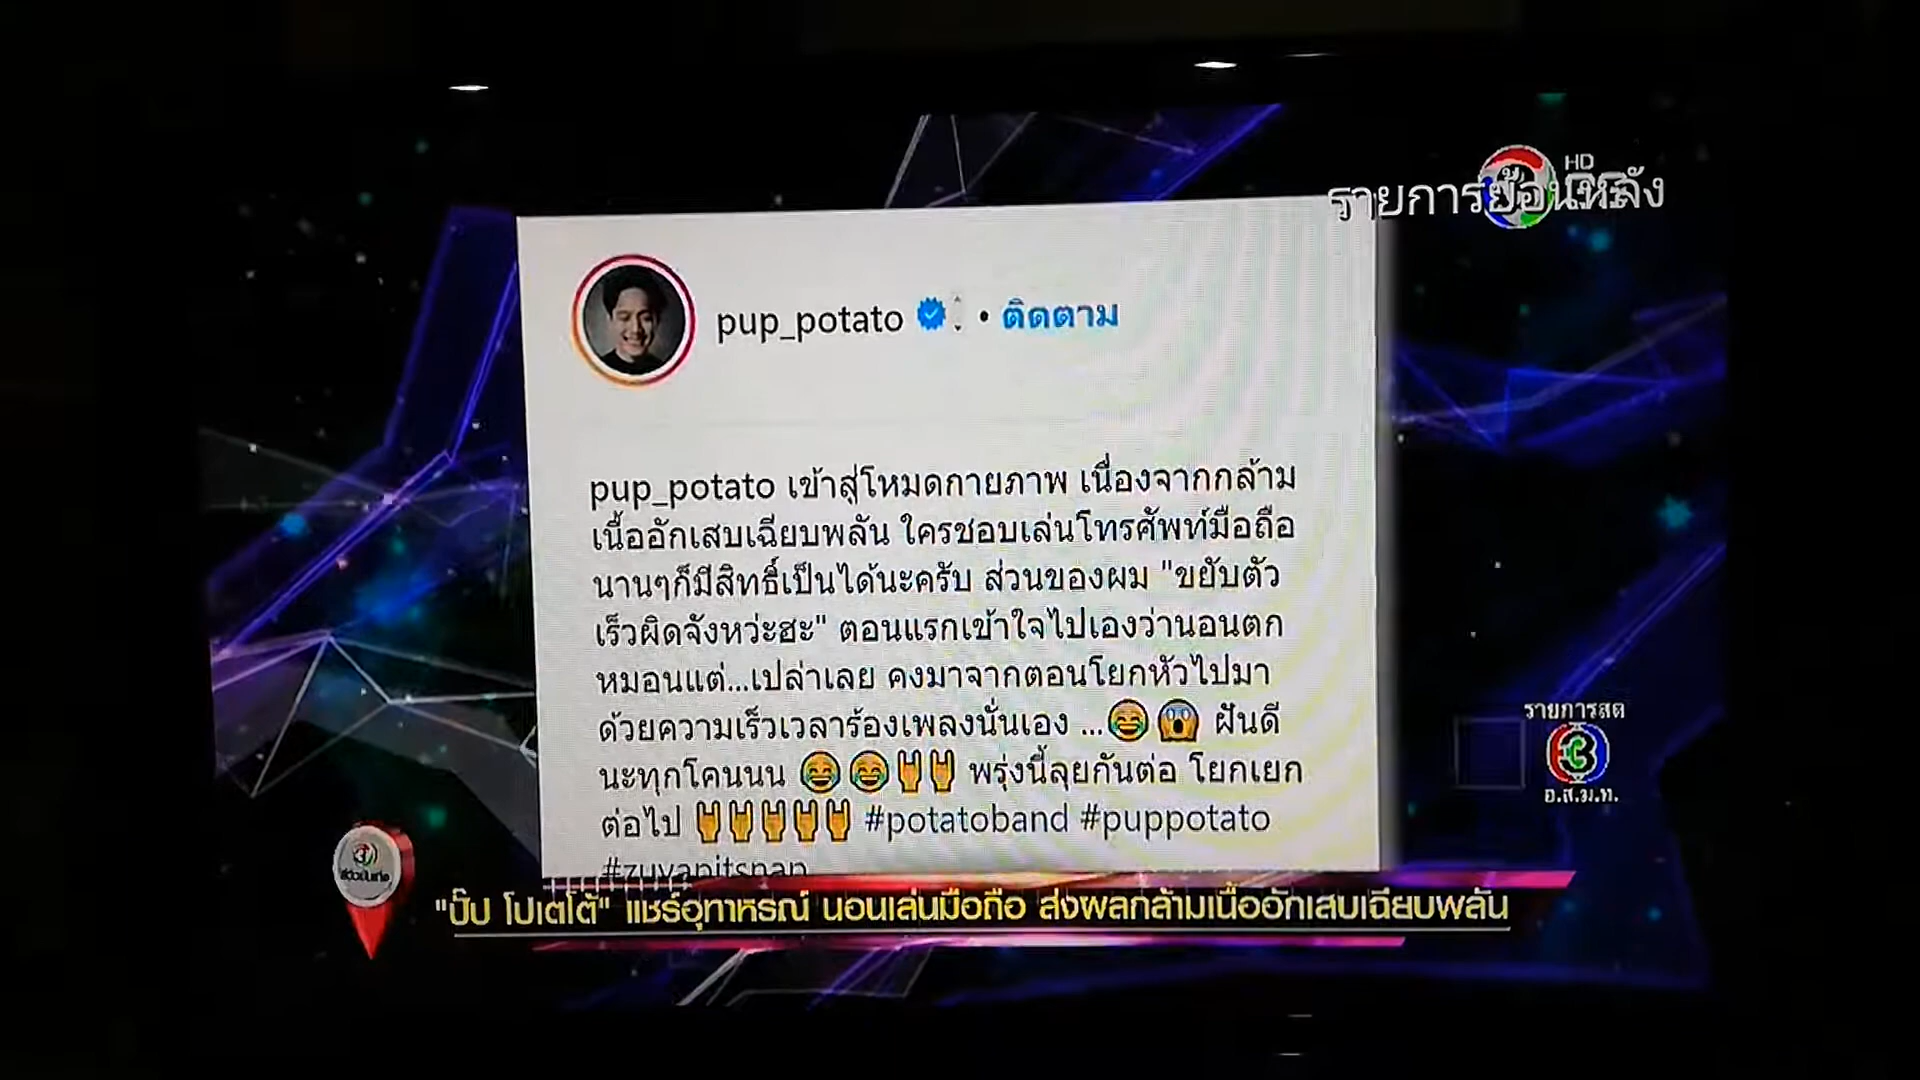 HD
รายการย้อนหลัง
pup_potato • ติดตาม
pup_potato เข้าสู่โหมดกายภาพ เนื่องจากกล้าม
เนื้ออักเสบเฉียบพลัน ใครชอบเล่นโทรศัพท์มือถือ
นานๆก็มีสิทธิ์เป็นได้นะครับ ส่วนของผม "ขยับตัว
เร็วผิดจังหว่ะฮะ" ตอนแรกเข้าใจไปเองว่านอนตก
หมอนแต่...เปล่าเลย คงมาจากตอนโยกหัวไปมา
ด้วยความเร็วเวลาร้องเพลงนั่นเอง ...😂😱 ฝันดี
นะทุกโคนนน 😂😂🤘🤘 พรุ่งนี้ลุยกันต่อ โยกเยก
ต่อไป 🤘🤘🤘🤘🤘 #potatoband #puppotato
รายการสด
3
อ.ส.ม.ท.
"ปั๊ป โปเตโต้" แชร์อุทาหรณ์ นอนเล่นมือถือ ส่งผลกล้ามเนื้ออักเสบเฉียบพลัน